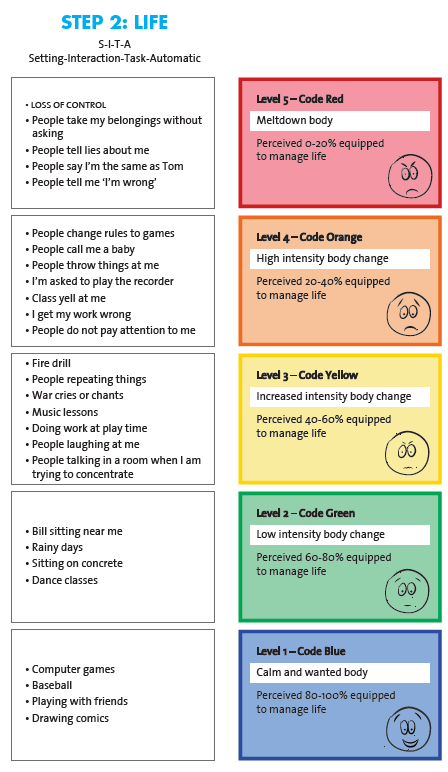 STEP 2: LIFE
S-I-T-A
Setting-Interaction-Task-Automatic
• LOSS OF CONTROL
• People take my belongings without
asking
• People tell lies about me
• People say I'm the same as Tom
• People tell me 'I'm wrong'
Level 5 – Code Red
Meltdown body
Perceived 0-20% equipped
to manage life
• People change rules to games
• People call me a baby
• People throw things at me
• I'm asked to play the recorder
• Class yell at me
• I get my work wrong
• People do not pay attention to me
Level 4 – Code Orange
High intensity body change
Perceived 20-40% equipped
to manage life
• Fire drill
• People repeating things
• War cries or chants
• Music lessons
• Doing work at play time
• People laughing at me
• People talking in a room when I am
trying to concentrate
Level 3 – Code Yellow
Increased intensity body change
Perceived 40-60% equipped
to manage life
• Bill sitting near me
• Rainy days
• Sitting on concrete
• Dance classes
Level 2 – Code Green
Low intensity body change
Perceived 60-80% equipped
to manage life
• Computer games
• Baseball
• Playing with friends
• Drawing comics
Level 1 – Code Blue
Calm and wanted body
Perceived 80-100% equipped
to manage life